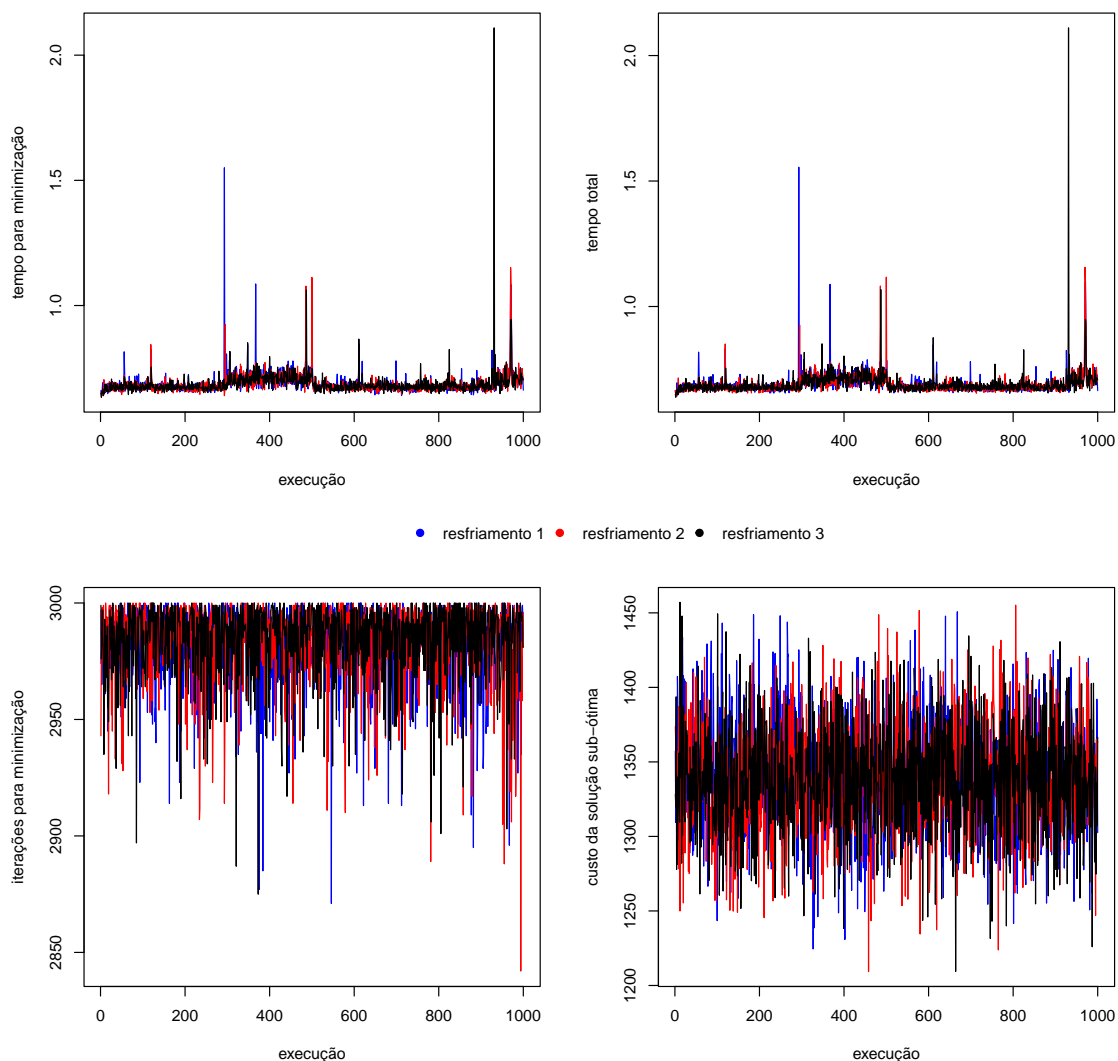 tempo para minimização
2.0
1.5
1.0
0 200 400 600 800 1000
execução
tempo total
2.0
1.5
1.0
0 200 400 600 800 1000
execução
resfriamento 1 resfriamento 2 resfriamento 3
iterações para minimização
3000
2950
2900
2850
0 200 400 600 800 1000
execução
custo da solução sub−ótima
1450
1400
1350
1300
1250
1200
0 200 400 600 800 1000
execução